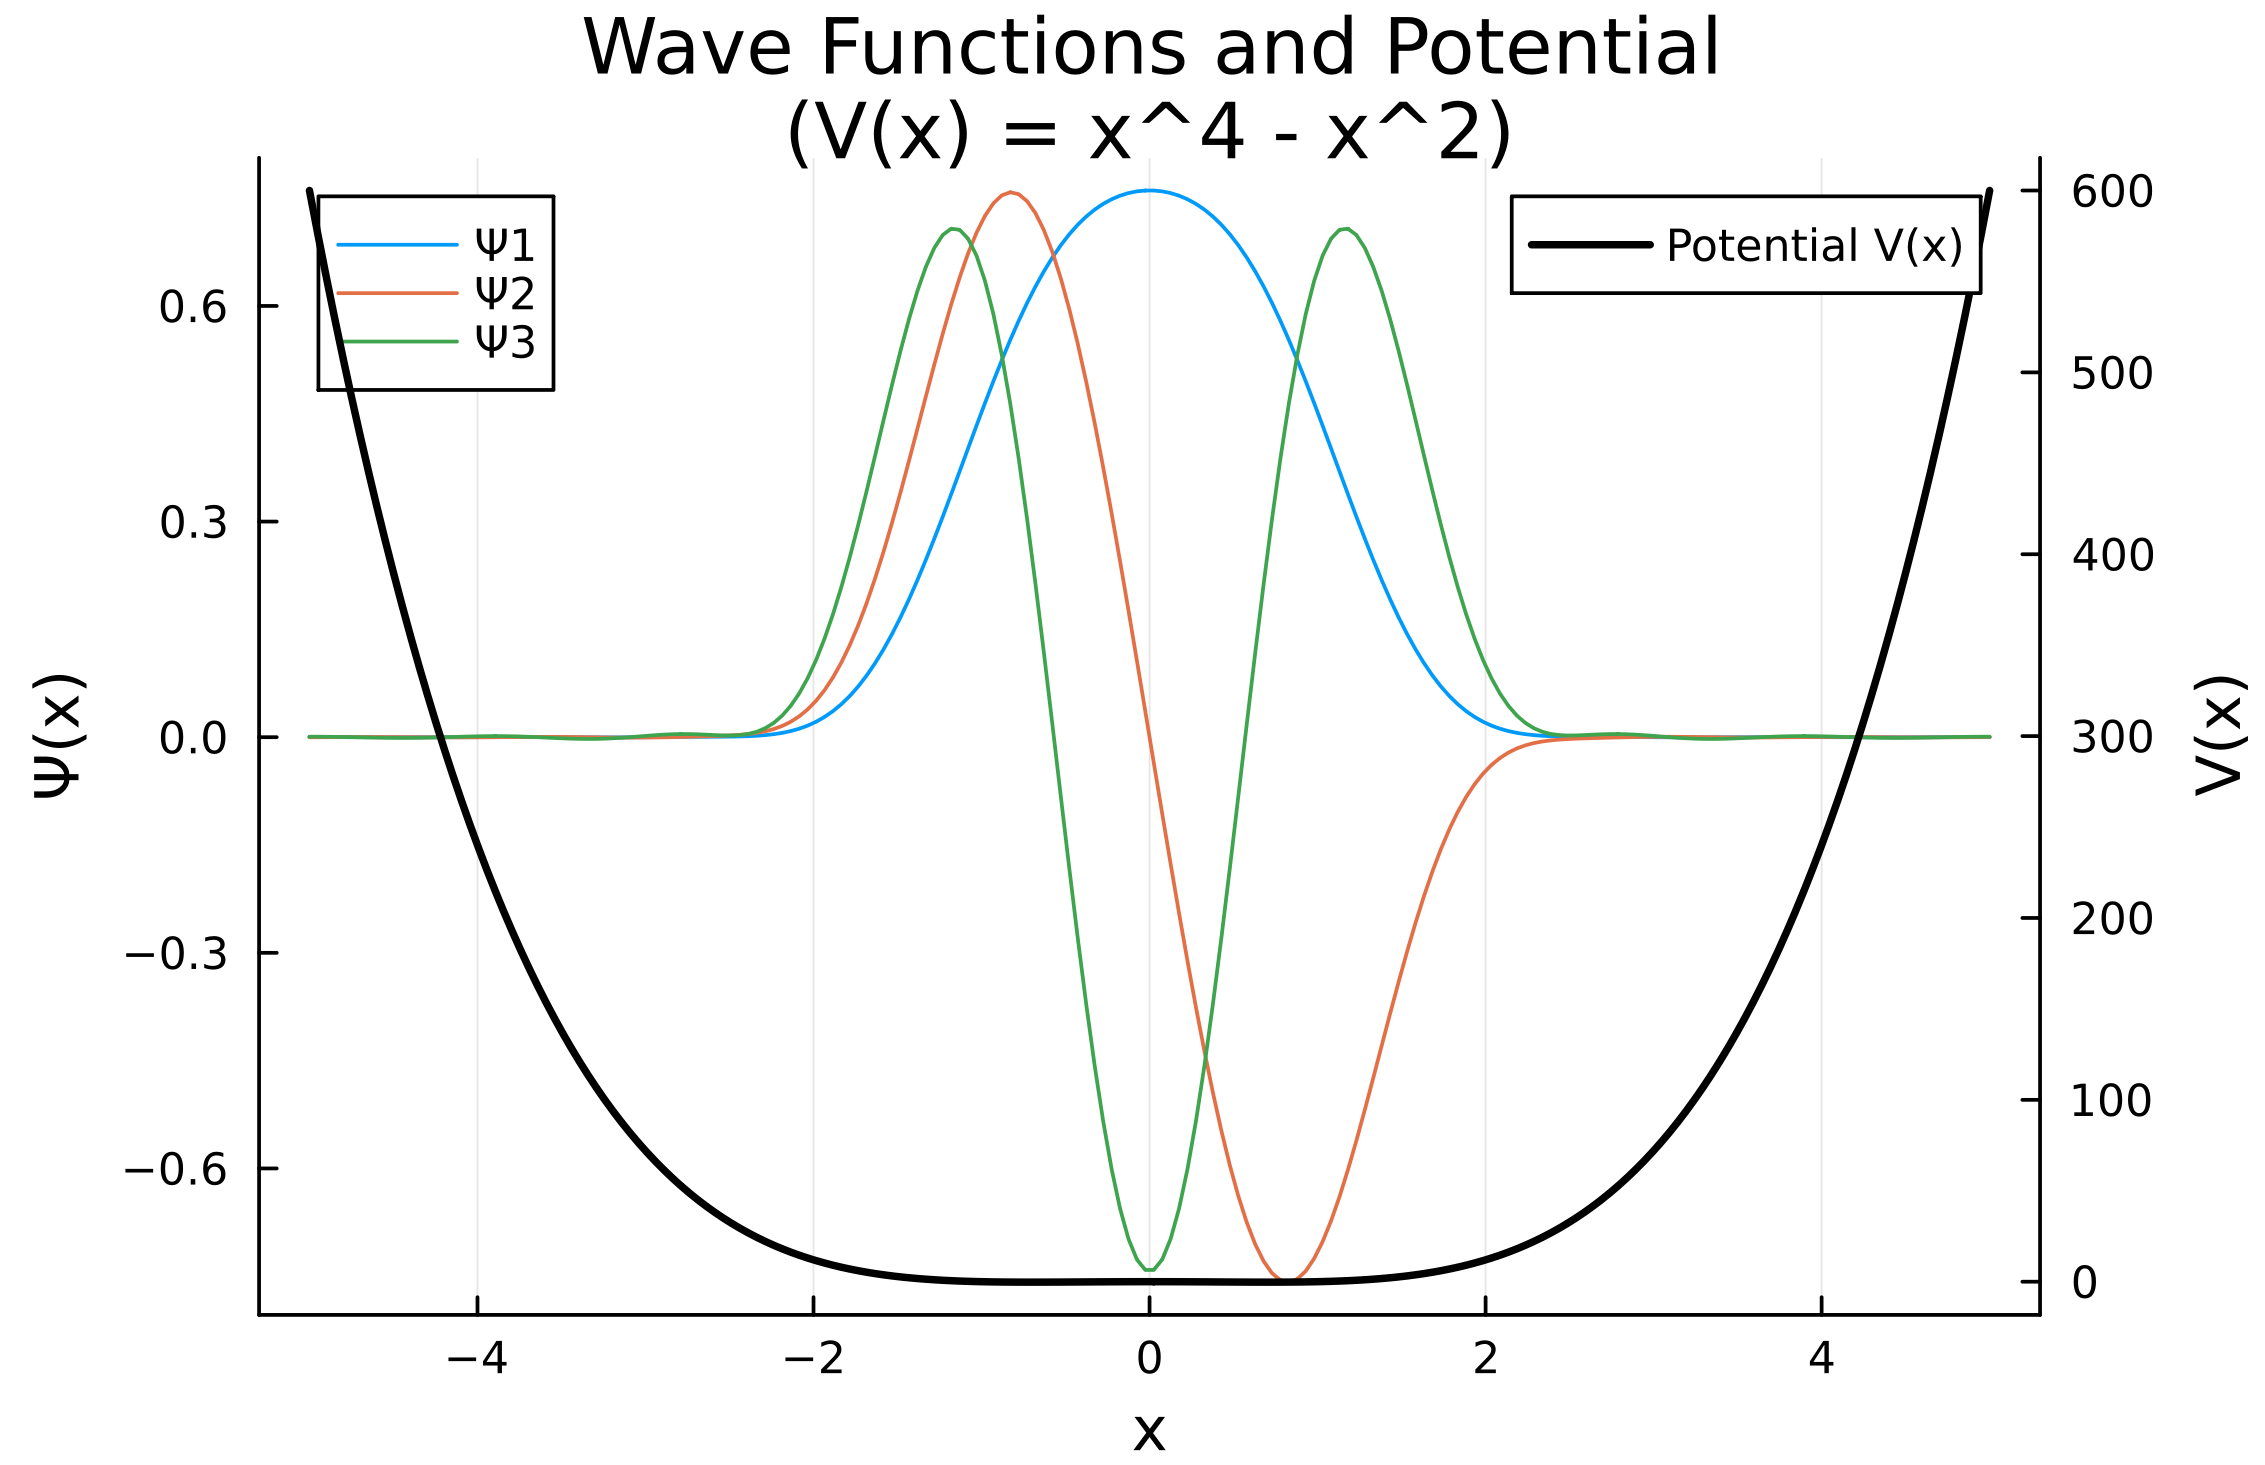 Wave Functions and Potential
(V(x) = x^4 - x^2)
Ψ1
Ψ2
Ψ3
Potential V(x)
0.6
0.3
0.0
−0.3
−0.6
Ψ(x)
600
500
400
300
200
100
0
V(x)
−4
−2
0
2
4
x